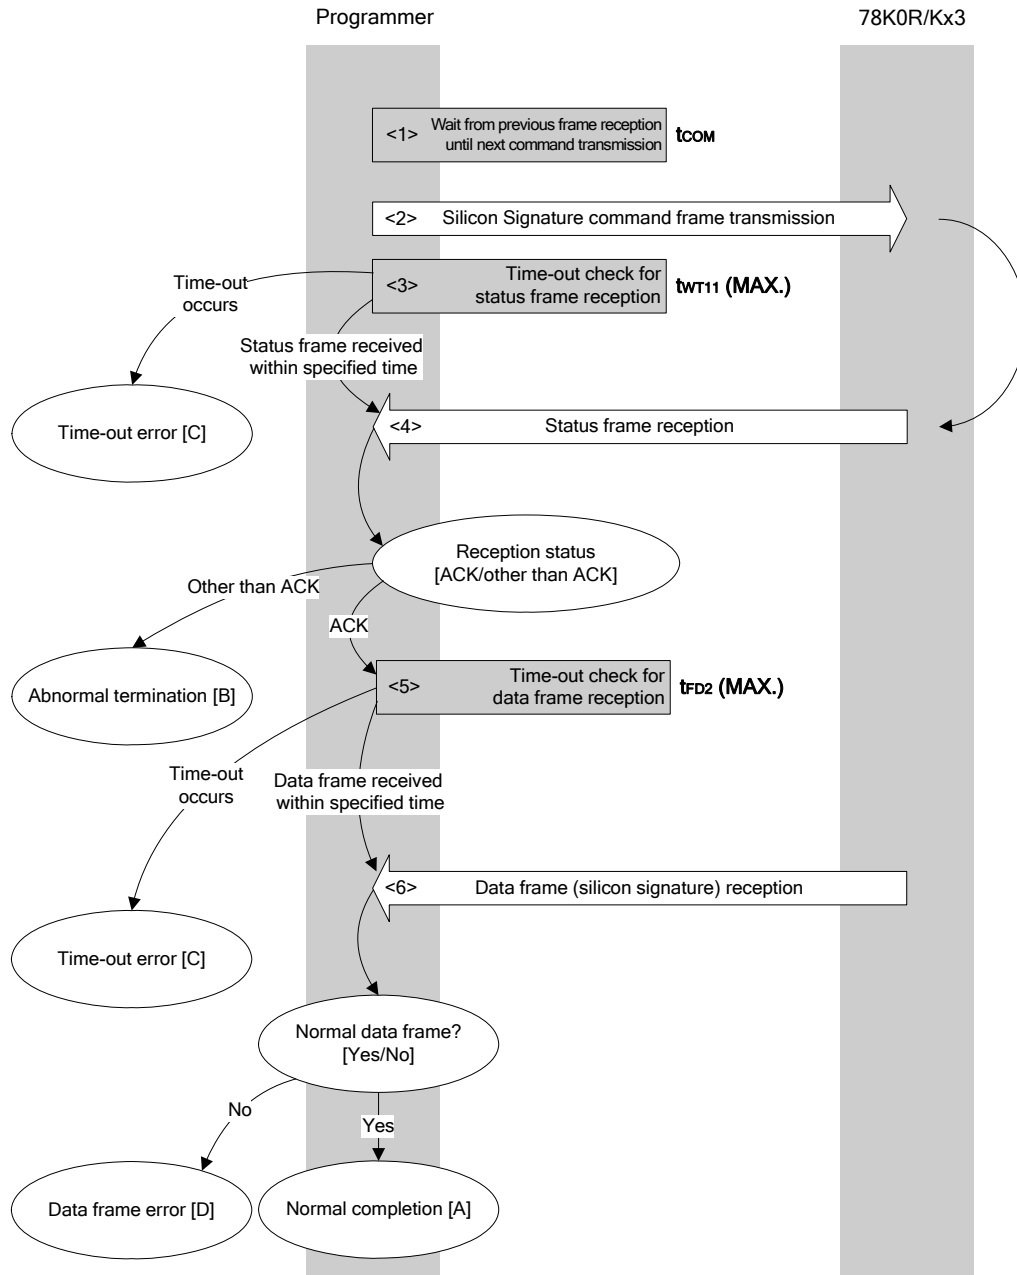 Programmer
78K0R/Kx3
<1> Wait from previous frame reception
until next command transmission
tCOM
<2> Silicon Signature command frame transmission
<3> Time-out check for
status frame reception
tWT11 (MAX.)
Time-out
occurs
Status frame received
within specified time
Time-out error [C]
<4> Status frame reception
Reception status
[ACK/other than ACK]
Other than ACK
ACK
Abnormal termination [B]
<5> Time-out check for
data frame reception
tFD2 (MAX.)
Time-out
occurs
Data frame received
within specified time
<6> Data frame (silicon signature) reception
Time-out error [C]
Normal data frame?
[Yes/No]
No
Yes
Data frame error [D]
Normal completion [A]